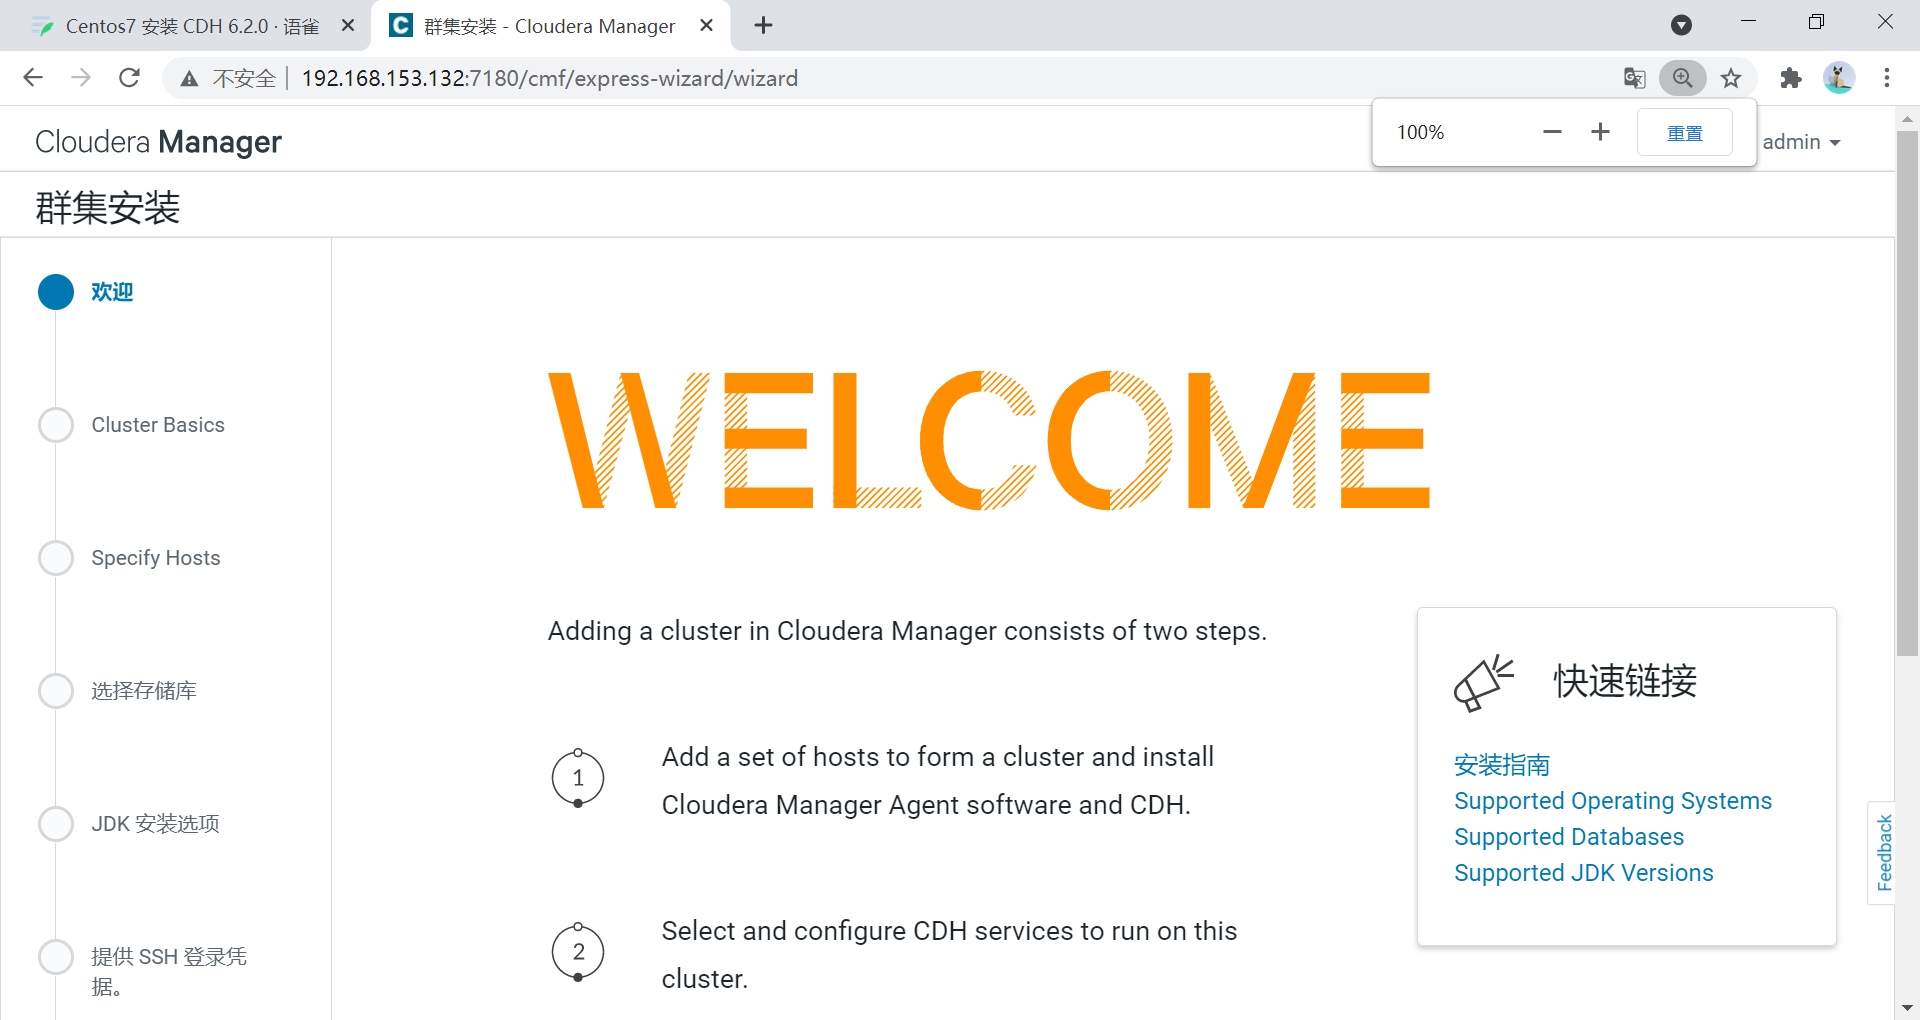 Centos7 安装 CDH 6.2.0 · 语雀
群集安装 - Cloudera Manager
不安全
192.168.153.132:7180/cmf/express-wizard/wizard
100%
重置
Cloudera Manager
admin
群集安装
欢迎
Cluster Basics
Specify Hosts
选择存储库
JDK 安装选项
提供 SSH 登录凭
据。
WELCOME
Adding a cluster in Cloudera Manager consists of two steps.
1
Add a set of hosts to form a cluster and install
Cloudera Manager Agent software and CDH.
2
Select and configure CDH services to run on this
cluster.
快速链接
安装指南
Supported Operating Systems
Supported Databases
Supported JDK Versions
Feedback